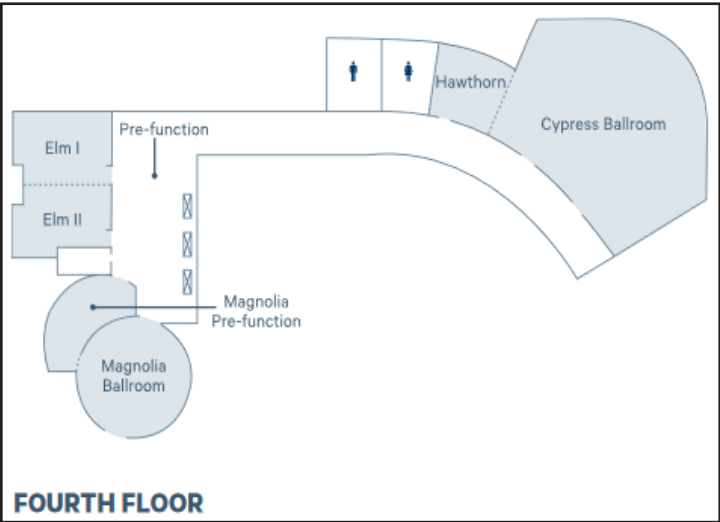 Hawthorn
Cypress Ballroom
Pre-function
Elm I
Elm II
Magnolia
Pre-function
Magnolia
Ballroom
FOURTH FLOOR